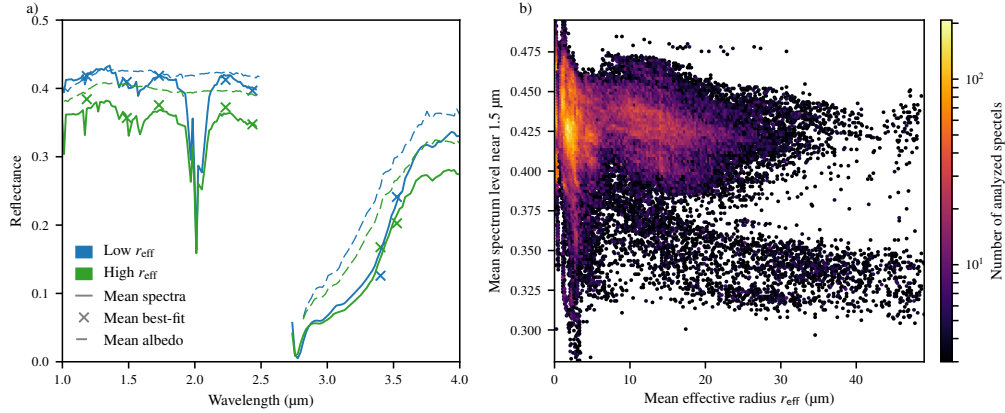 a)
0.5
0.4
0.3
0.2
0.1
0.0
Reflectance
Low r_eff
High r_eff
Mean spectra
Mean best-fit
Mean albedo
1.0 1.5 2.0 2.5 3.0 3.5 4.0
Wavelength (μm)
b)
0.475
0.450
0.425
0.400
0.375
0.350
0.325
0.300
Mean spectrum level near 1.5 μm
0 10 20 30 40
Mean effective radius r_eff (μm)
10²
10¹
Number of analyzed spectels